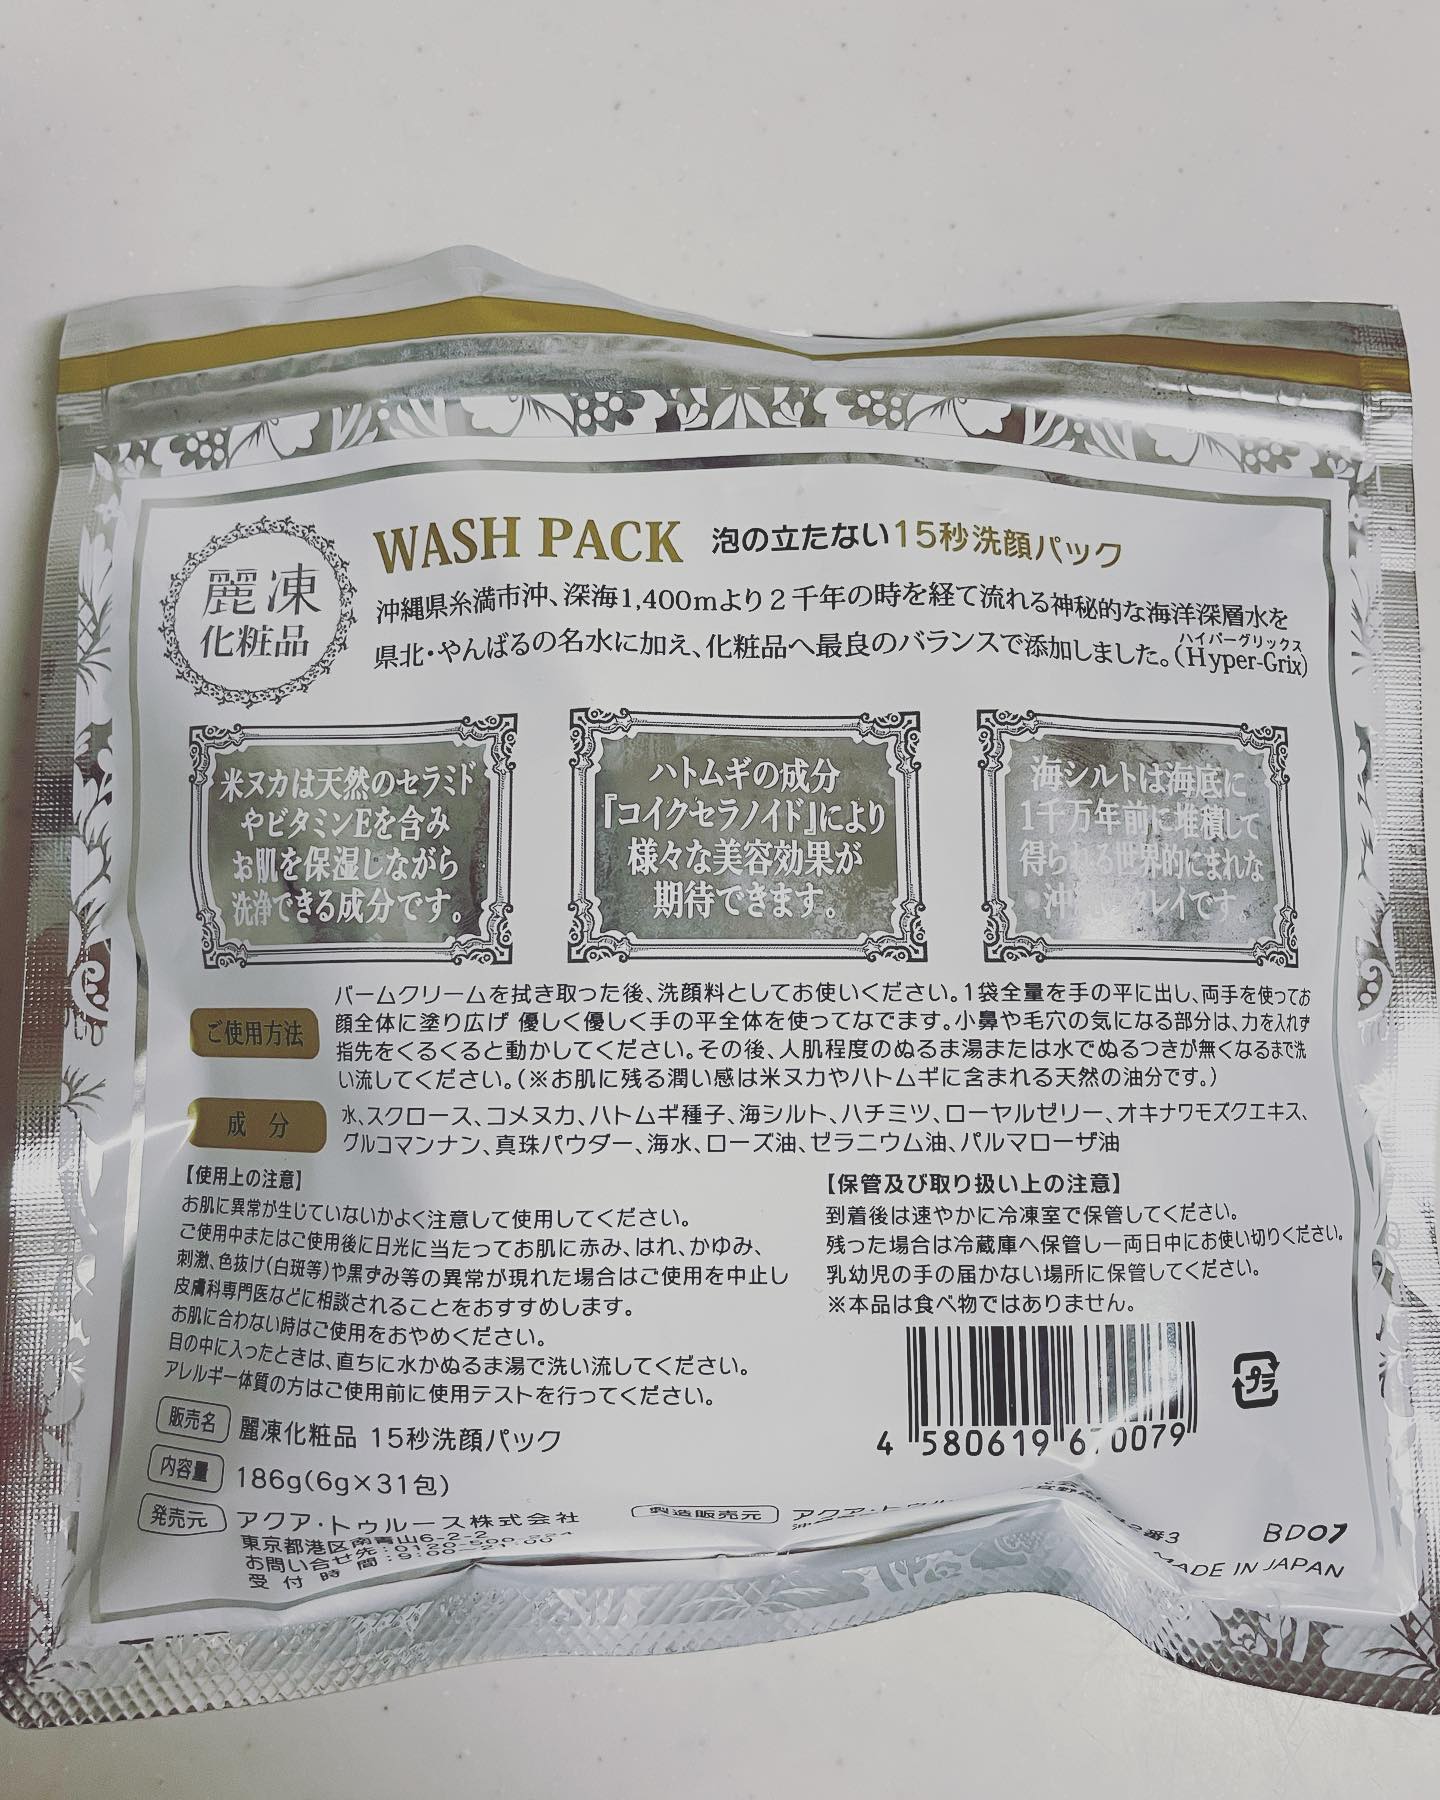 麗凍
化粧品
WASH PACK 泡の立たない15秒洗顔パック
沖縄県糸満市沖、深海1,400mより2千年の時を経て流れる神秘的な海洋深層水を
県北・やんばるの名水に加え、化粧品へ最良のバランスで添加しました。(Hyper-Grix)
ハイパーグリックス
米ヌカは天然のセラミド
やビタミンEを含み
お肌を保湿しながら
洗浄できる成分です。
ハトムギの成分
『コイクセラノイド』により
様々な美容効果が
期待できます。
海シルトは海底に
1千万年前に堆積して
得られる世界的にまれな
沖 クレイです。
ご使用方法
バームクリームを拭き取った後、洗顔料としてお使いください。1袋全量を手の平に出し、両手を使ってお
顔全体に塗り広げ 優しく優しく手の平全体を使ってなでます。小鼻や毛穴の気になる部分は、力を入れず
指先をくるくると動かしてください。その後、人肌程度のぬるま湯または水でぬるつきが無くなるまで洗
い流してください。(※お肌に残る潤い感は米ヌカやハトムギに含まれる天然の油分です。)
成 分
水、スクロース、コメヌカ、ハトムギ種子、海シルト、ハチミツ、ローヤルゼリー、オキナワモズクエキス、
グルコマンナン、真珠パウダー、海水、ローズ油、ゼラニウム油、パルマローザ油
【使用上の注意】
お肌に異常が生じていないかよく注意して使用してください。
ご使用中またはご使用後に日光に当たってお肌に赤み、はれ、かゆみ、
刺激、色抜け(白斑等)や黒ずみ等の異常が現れた場合はご使用を中止し
皮膚科専門医などに相談されることをおすすめします。
お肌に合わない時はご使用をおやめください。
目の中に入ったときは、直ちに水かぬるま湯で洗い流してください。
アレルギー体質の方はご使用前に使用テストを行ってください。
【保管及び取り扱い上の注意】
到着後は速やかに冷凍室で保管してください。
残った場合は冷蔵庫へ保管し一両日中にお使い切りください。
乳幼児の手の届かない場所に保管してください。
※本品は食べ物ではありません。
4 580619 670079
プラ
販売名 麗凍化粧品 15秒洗顔パック
内容量 186g(6g×31包)
発売元 アクア・トゥルース株式会社
東京都港区南青山6-2-2
お問い合せ先:0120-500-224
受付時間:9:00-21:00
製造販売元 アクア・トゥル
番3
BD07
MADE IN JAPAN